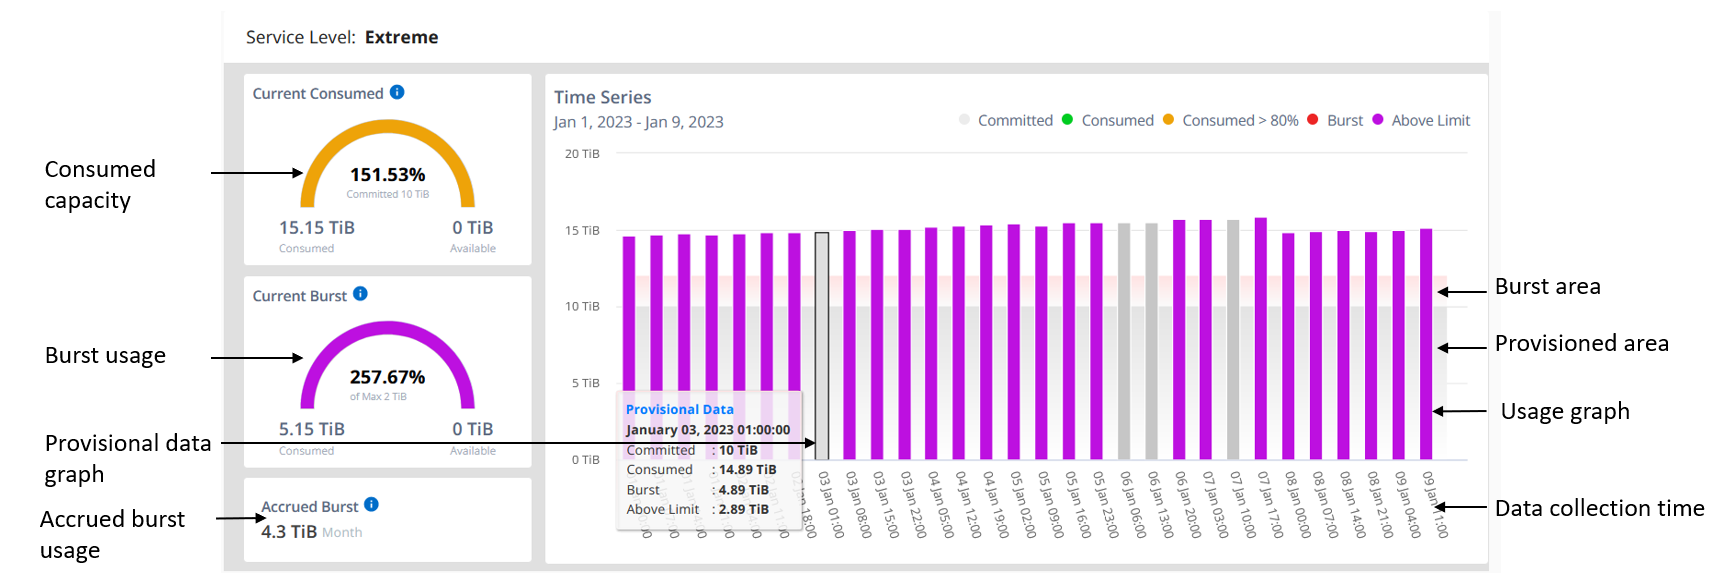 Service Level: Extreme
Current Consumed
151.53%
Committed 10 TiB
15.15 TiB
Consumed
0 TiB
Available
Current Burst
257.67%
of Max 2 TiB
5.15 TiB
Consumed
0 TiB
Available
Accrued Burst
4.3 TiB Month
Consumed
capacity
Burst usage
Provisional data
graph
Accrued burst
usage
Time Series
Jan 1, 2023 - Jan 9, 2023
Committed
Consumed
Consumed > 80%
Burst
Above Limit
20 TiB
15 TiB
10 TiB
5 TiB
0 TiB
Provisional Data
January 03, 2023 01:00:00
Committed : 10 TiB
Consumed : 14.89 TiB
Burst : 4.89 TiB
Above Limit : 2.89 TiB
03 Jan 01:00
03 Jan 08:00
03 Jan 15:00
03 Jan 22:00
04 Jan 05:00
04 Jan 12:00
04 Jan 19:00
05 Jan 02:00
05 Jan 09:00
05 Jan 16:00
05 Jan 23:00
06 Jan 06:00
06 Jan 13:00
06 Jan 20:00
07 Jan 03:00
07 Jan 10:00
07 Jan 17:00
08 Jan 00:00
08 Jan 07:00
08 Jan 14:00
08 Jan 21:00
09 Jan 04:00
09 Jan 11:00
Burst area
Provisioned area
Usage graph
Data collection time